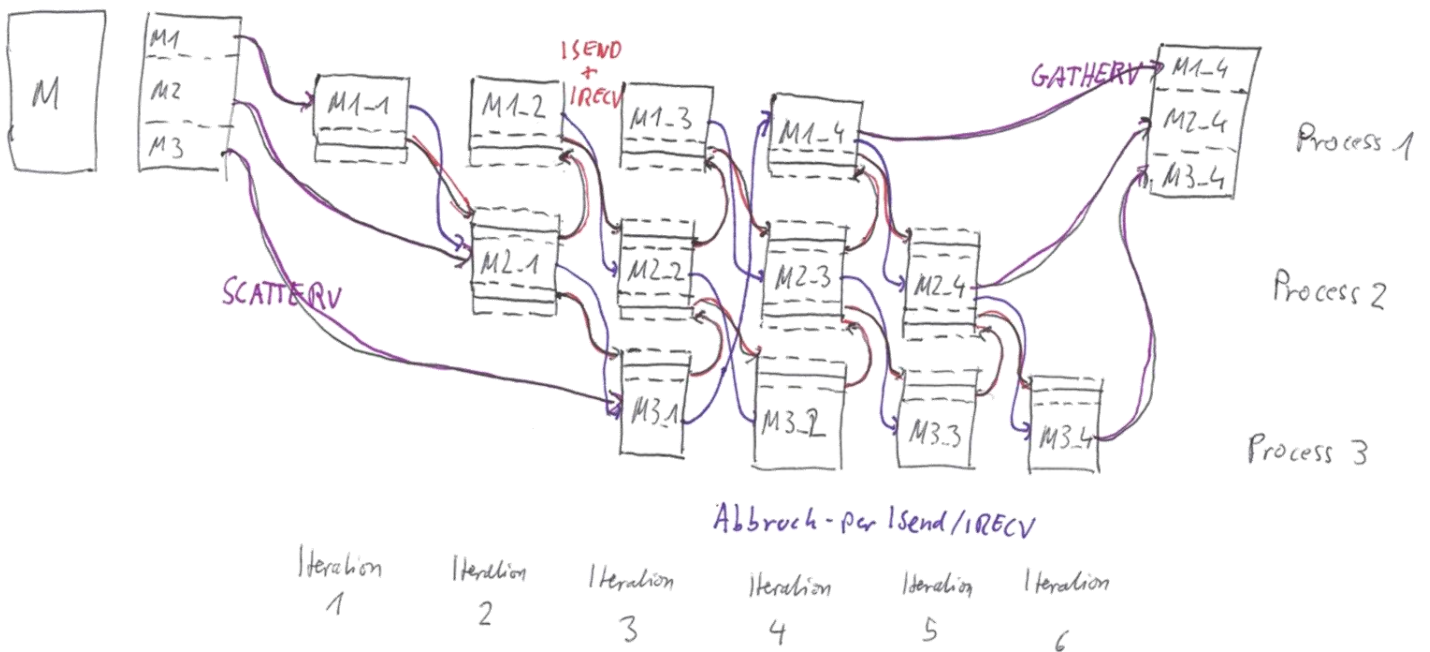 M
M1
M2
M3
ISEND
+
IRECV
M1_1
M1_2
M1_3
M1_4
GATHERV
M1_4
M2_4
M3_4
Process 1
SCATTERV
M2_1
M2_2
M2_3
M2_4
Process 2
M3_1
M3_2
M3_3
M3_4
Process 3
Abbruch-per ISend/IRECV
Iteration
1
Iteration
2
Iteration
3
Iteration
4
Iteration
5
Iteration
6